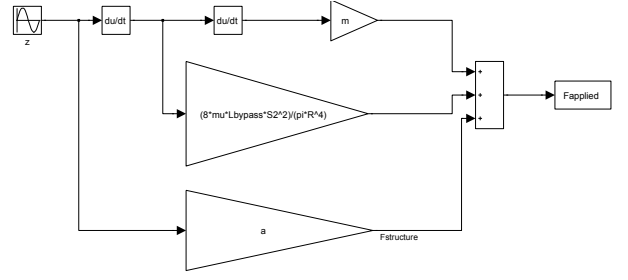 z
du/dt
du/dt
m
(8*mu*Lbypass*S2^2)/(pi*R^4)
+
+
+
Fapplied
a
Fstructure